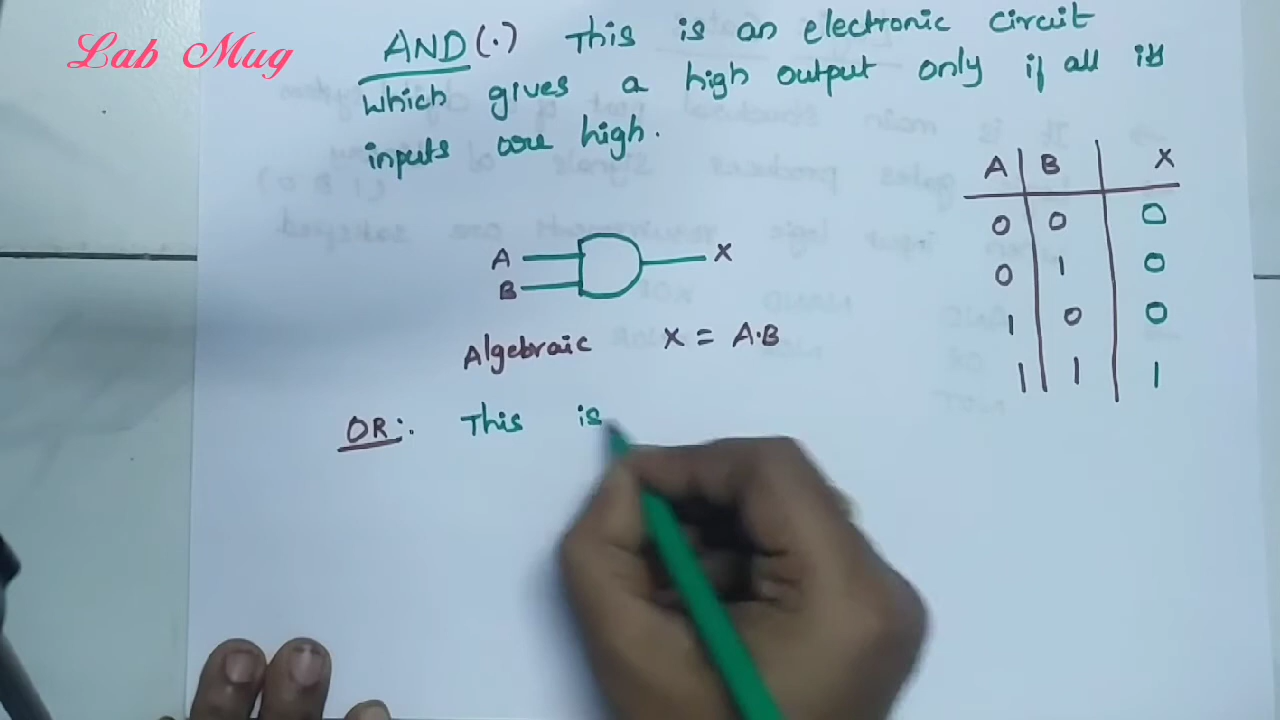 Lab Mug
AND (.) This is an electronic circuit
which gives a high output only if all its
inputs are high.
A B X
0 0 0
0 1 0
1 0 0
1 1 1
A X
B
Algebraic X = A.B
OR: This is